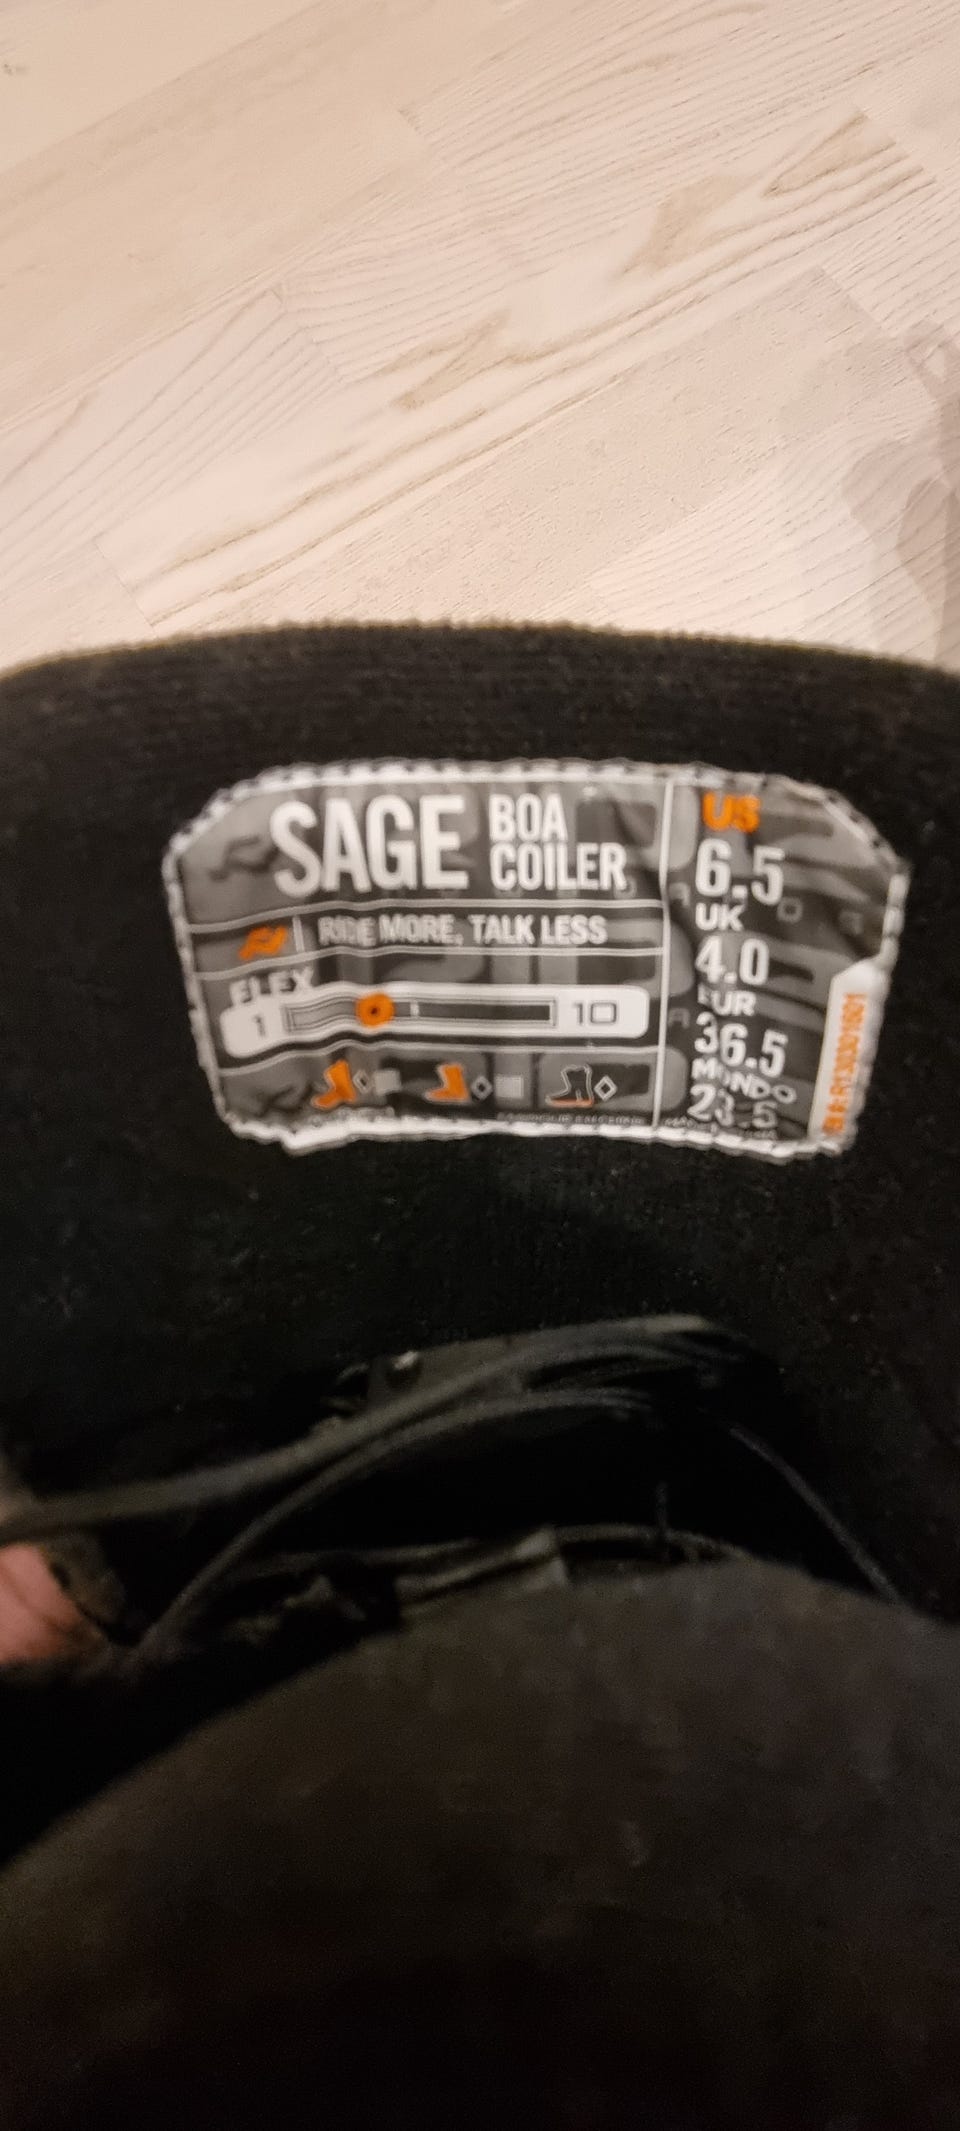 SAGE BOA COILER
RIDE MORE, TALK LESS
FLEX
1 10
US
6.5
UK
4.0
EUR
36.5
MONDO
23.5